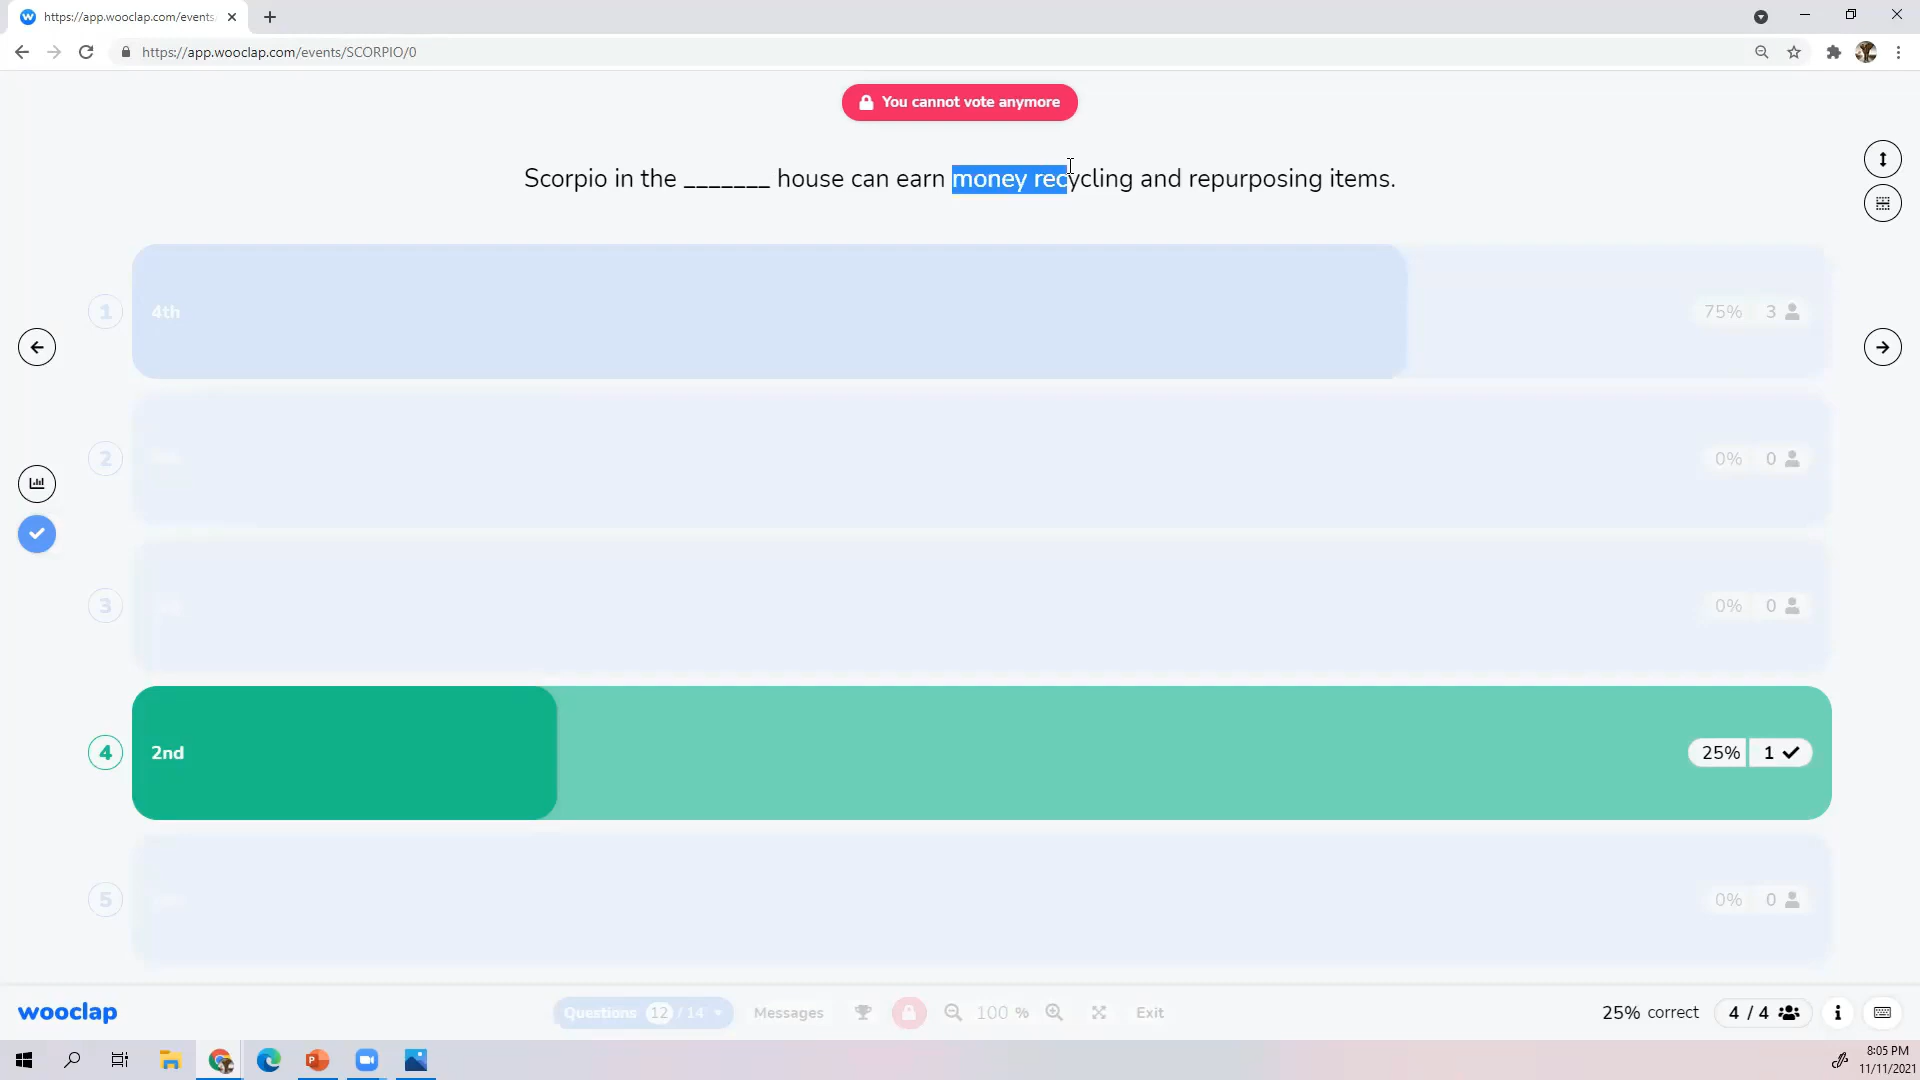 https://app.wooclap.com/events
https://app.wooclap.com/events/SCORPIO/0
You cannot vote anymore
Scorpio in the _______ house can earn money recycling and repurposing items.
1
4th
75% 3
2
0% 0
3
0% 0
4
2nd
25% 1
5
0% 0
wooclap
Questions 12 / 14
Messages
100 %
Exit
25% correct
4 / 4
8:05 PM
11/11/2021